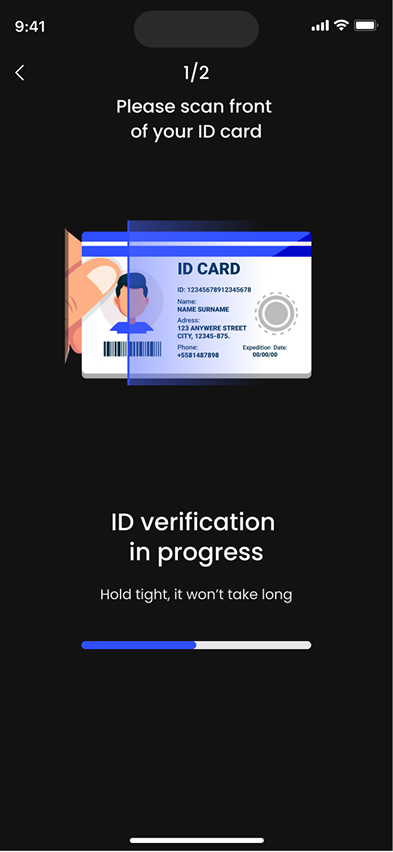 9:41
1/2
Please scan front
of your ID card
ID CARD
ID: 12345678912345678
Name:
NAME SURNAME
Adress:
123 ANYWERE STREET
CITY, 12345-875.
Phone:
+5581487898
Expedition Date:
00/00/00
ID verification
in progress
Hold tight, it won’t take long